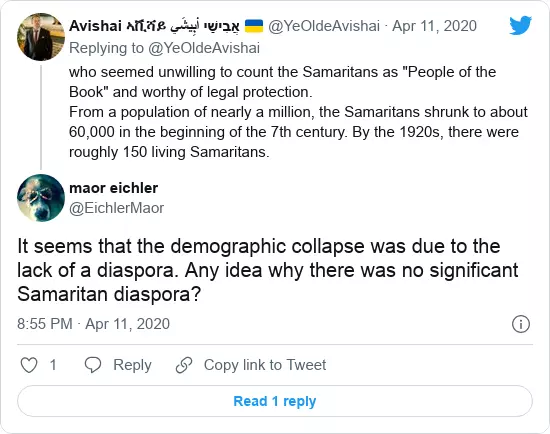 Avishai אֲבִישַׁי 🇺🇦 @YeOldeAvishai · Apr 11, 2020
Replying to @YeOldeAvishai
who seemed unwilling to count the Samaritans as "People of the
Book" and worthy of legal protection.
From a population of nearly a million, the Samaritans shrunk to about
60,000 in the beginning of the 7th century. By the 1920s, there were
roughly 150 living Samaritans.
maor eichler
@EichlerMaor
It seems that the demographic collapse was due to the
lack of a diaspora. Any idea why there was no significant
Samaritan diaspora?
8:55 PM · Apr 11, 2020
1 Reply Copy link to Tweet
Read 1 reply